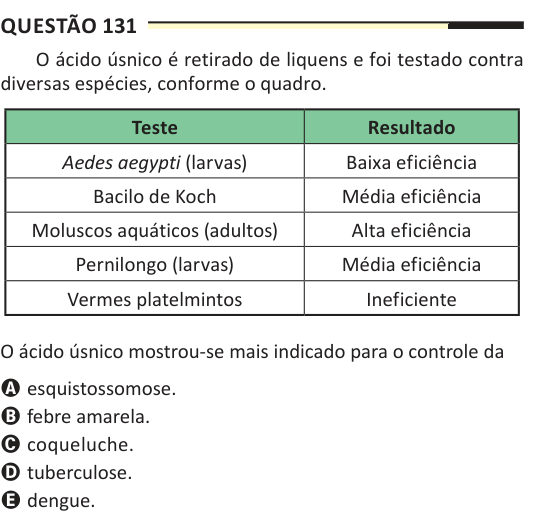 QUESTÃO 131
O ácido úsnico é retirado de liquens e foi testado contra
diversas espécies, conforme o quadro.
Teste Resultado
Aedes aegypti (larvas) Baixa eficiência
Bacilo de Koch Média eficiência
Moluscos aquáticos (adultos) Alta eficiência
Pernilongo (larvas) Média eficiência
Vermes platelmintos Ineficiente
O ácido úsnico mostrou-se mais indicado para o controle da
A esquistossomose.
B febre amarela.
C coqueluche.
D tuberculose.
E dengue.